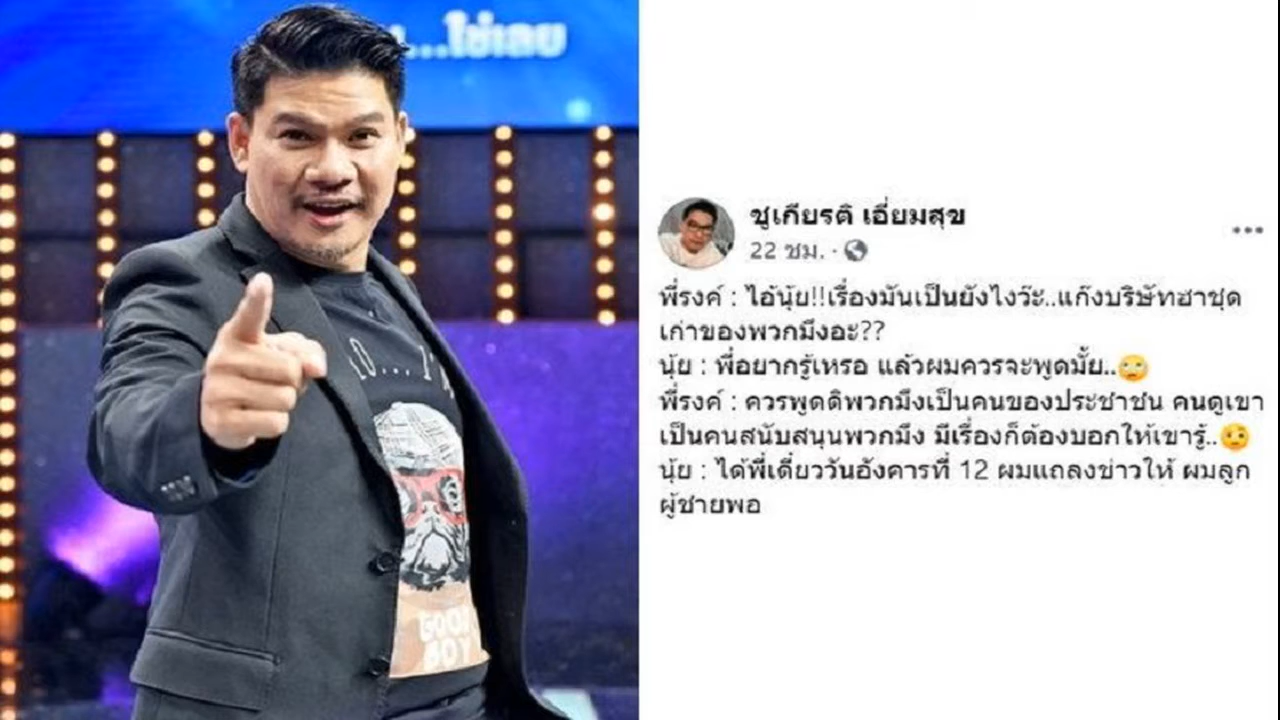 ...ใช่เลย
GOOD
BOY
ชูเกียรติ เอี่ยมสุข
22 ชม.
พี่รงค์ : ไอ้นุ้ย!!เรื่องมันเป็นยังไงวะ..แก๊งบริษัทฮาชุด
เก่าของพวกมึงอะ??
นุ้ย : พี่อยากรู้เหรอ แล้วผมควรจะพูดมั้ย..🙄
พี่รงค์ : ควรพูดดิพวกมึงเป็นคนของประชาชน คนดูเขา
เป็นคนสนับสนุนพวกมึง มีเรื่องก็ต้องบอกให้เขารู้..🤨
นุ้ย : ได้พี่เดี๋ยววันอังคารที่ 12 ผมแถลงข่าวให้ ผมลูก
ผู้ชายพอ